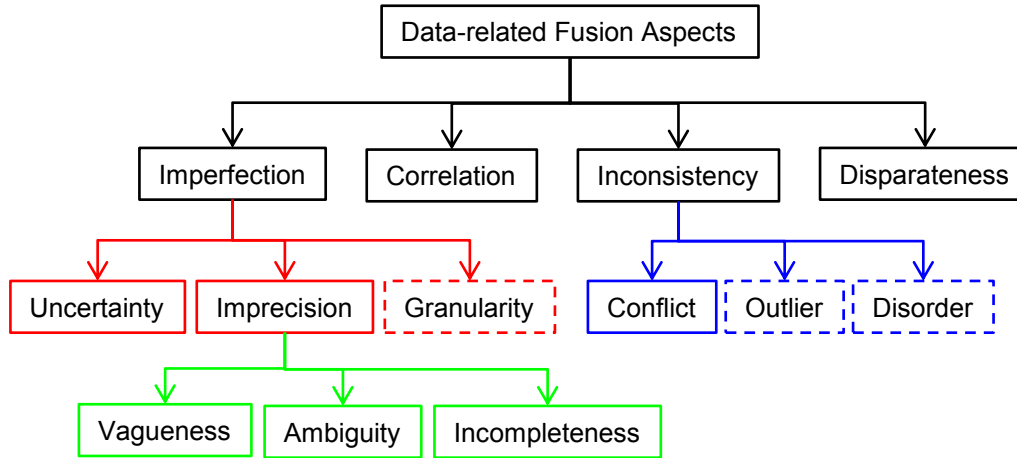 Data-related Fusion Aspects
Imperfection
Correlation
Inconsistency
Disparateness
Uncertainty
Imprecision
Granularity
Conflict
Outlier
Disorder
Vagueness
Ambiguity
Incompleteness